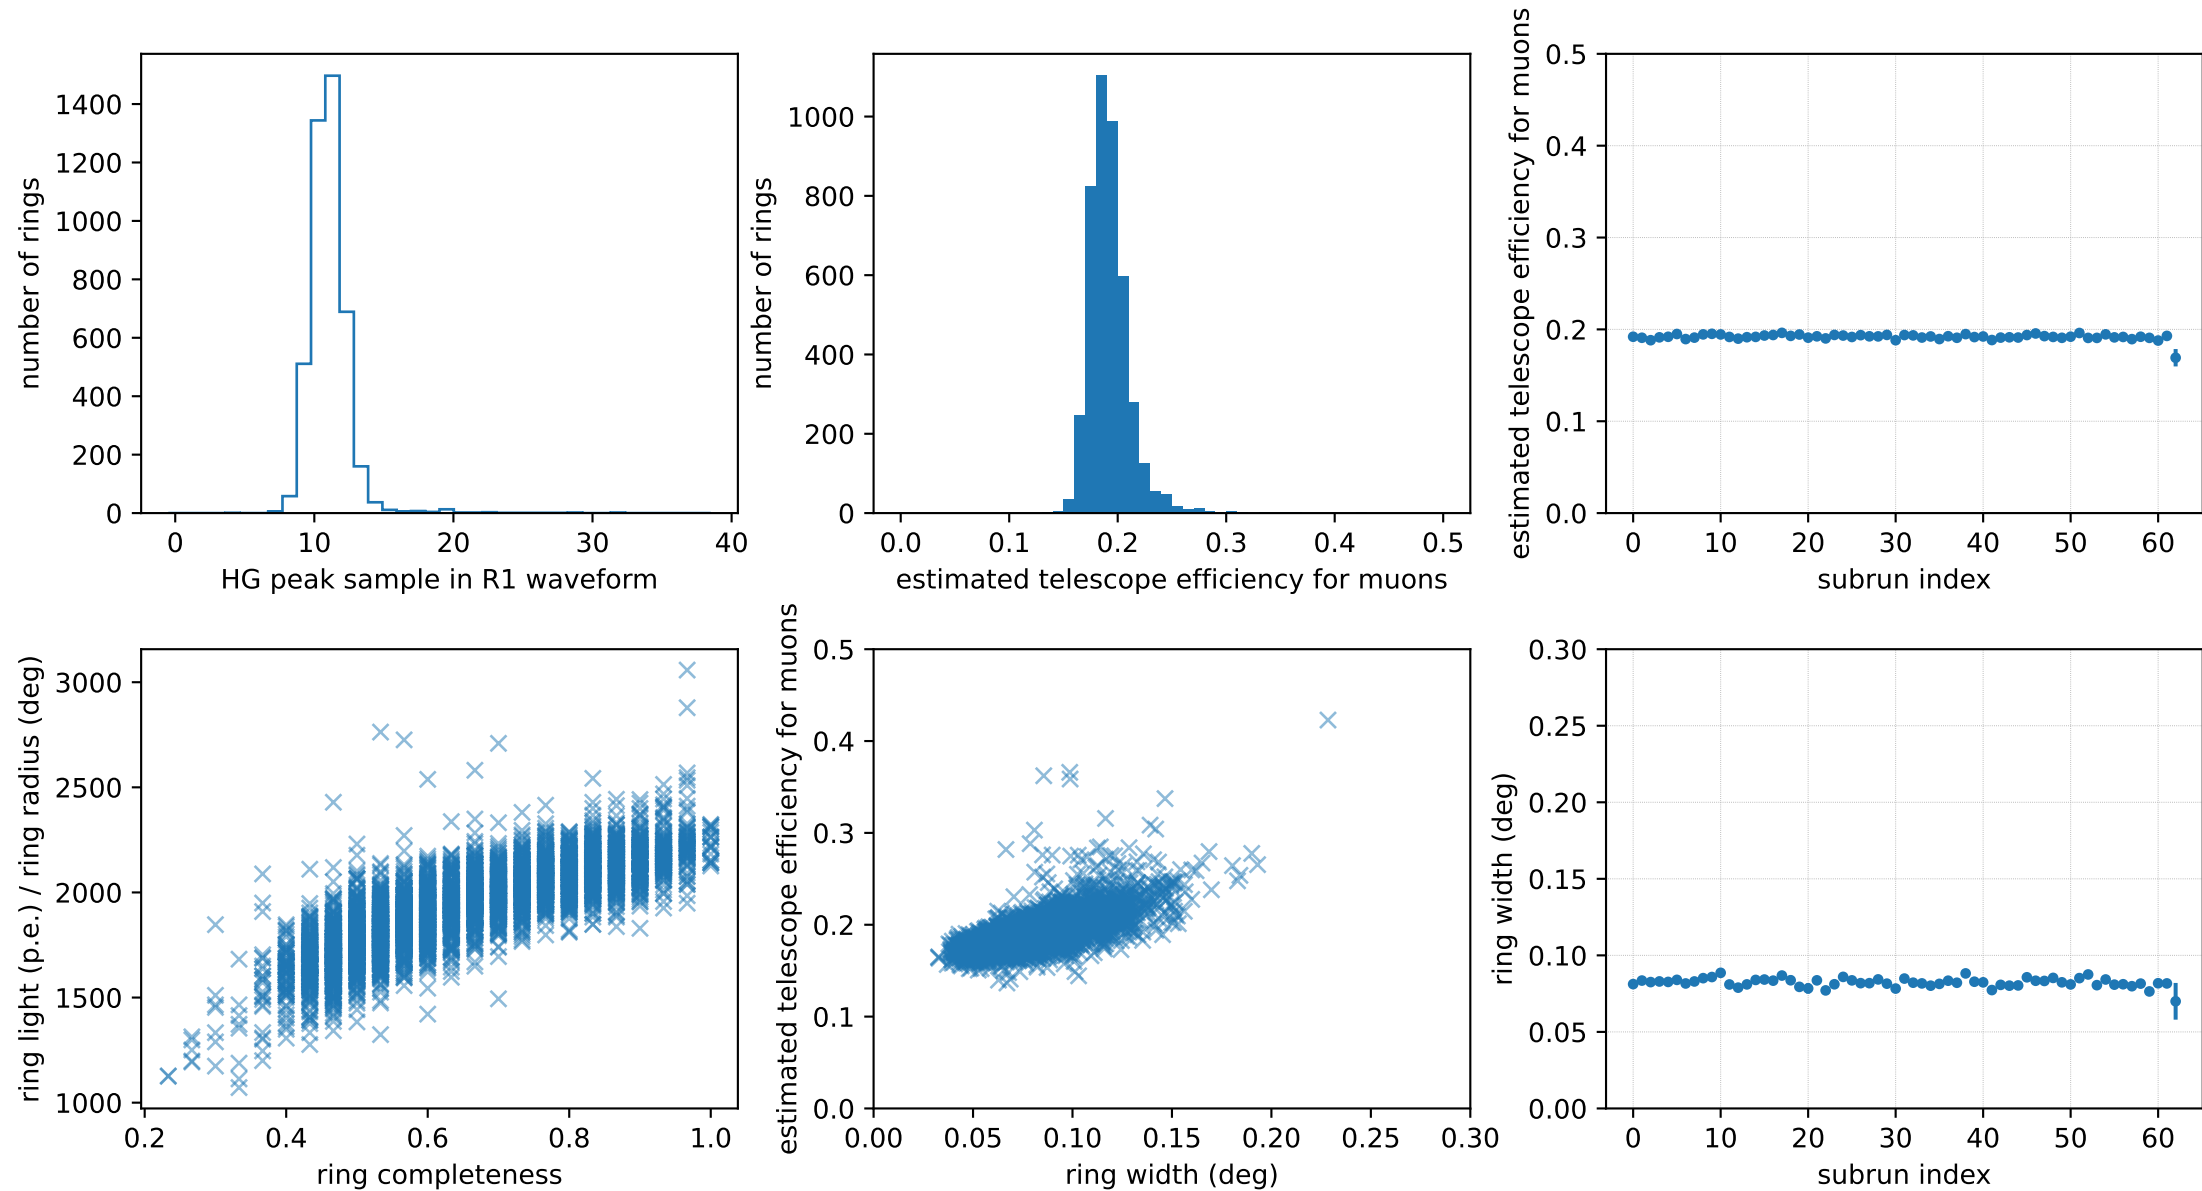 number of rings
1400
1200
1000
800
600
400
200
0
0 10 20 30 40
HG peak sample in R1 waveform
number of rings
1000
800
600
400
200
0
0.0 0.1 0.2 0.3 0.4 0.5
estimated telescope efficiency for muons
estimated telescope efficiency for muons
0.5
0.4
0.3
0.2
0.1
0.0
0 10 20 30 40 50 60
subrun index
ring light (p.e.) / ring radius (deg)
3000
2500
2000
1500
1000
0.2 0.4 0.6 0.8 1.0
ring completeness
estimated telescope efficiency for muons
0.5
0.4
0.3
0.2
0.1
0.0
0.00 0.05 0.10 0.15 0.20 0.25 0.30
ring width (deg)
ring width (deg)
0.30
0.25
0.20
0.15
0.10
0.05
0.00
0 10 20 30 40 50 60
subrun index